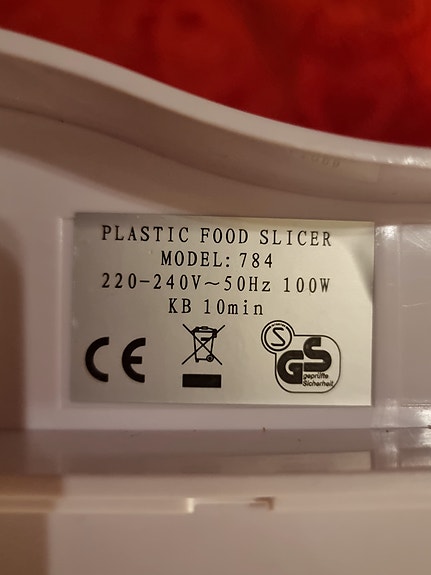 PLASTIC FOOD SLICER
MODEL: 784
220-240V~50Hz 100W
KB 10min
CE
S
GS
geprüfte
Sicherheit